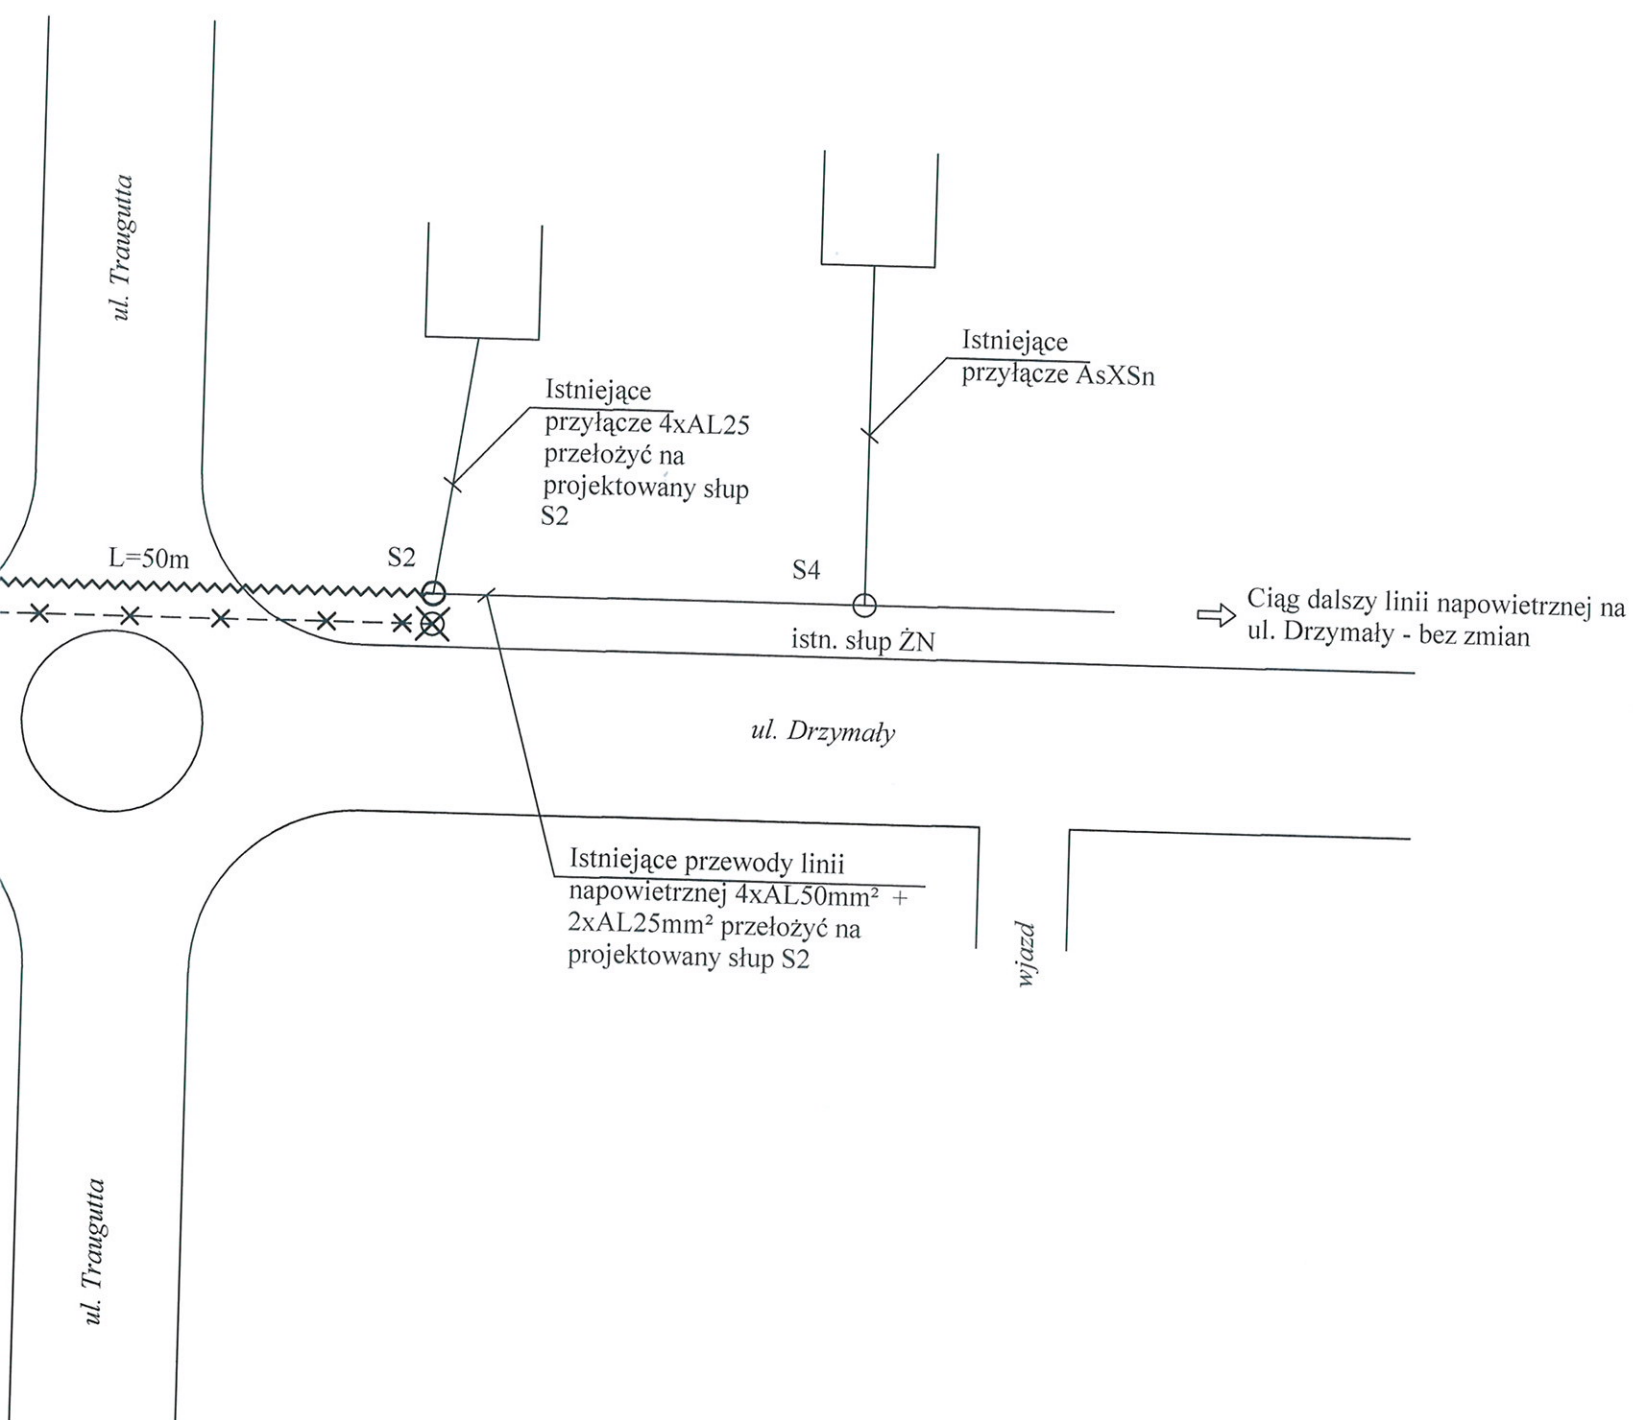 ul. Traugutta
Istniejące
przyłącze AsXSn
Istniejące
przyłącze 4xAL25
przełożyć na
projektowany słup
S2
L=50m
S2
S4
istn. słup ŻN
Ciąg dalszy linii napowietrznej na
ul. Drzymały - bez zmian
ul. Drzymały
Istniejące przewody linii
napowietrznej 4xAL50mm² +
2xAL25mm² przełożyć na
projektowany słup S2
wjazd
ul. Traugutta